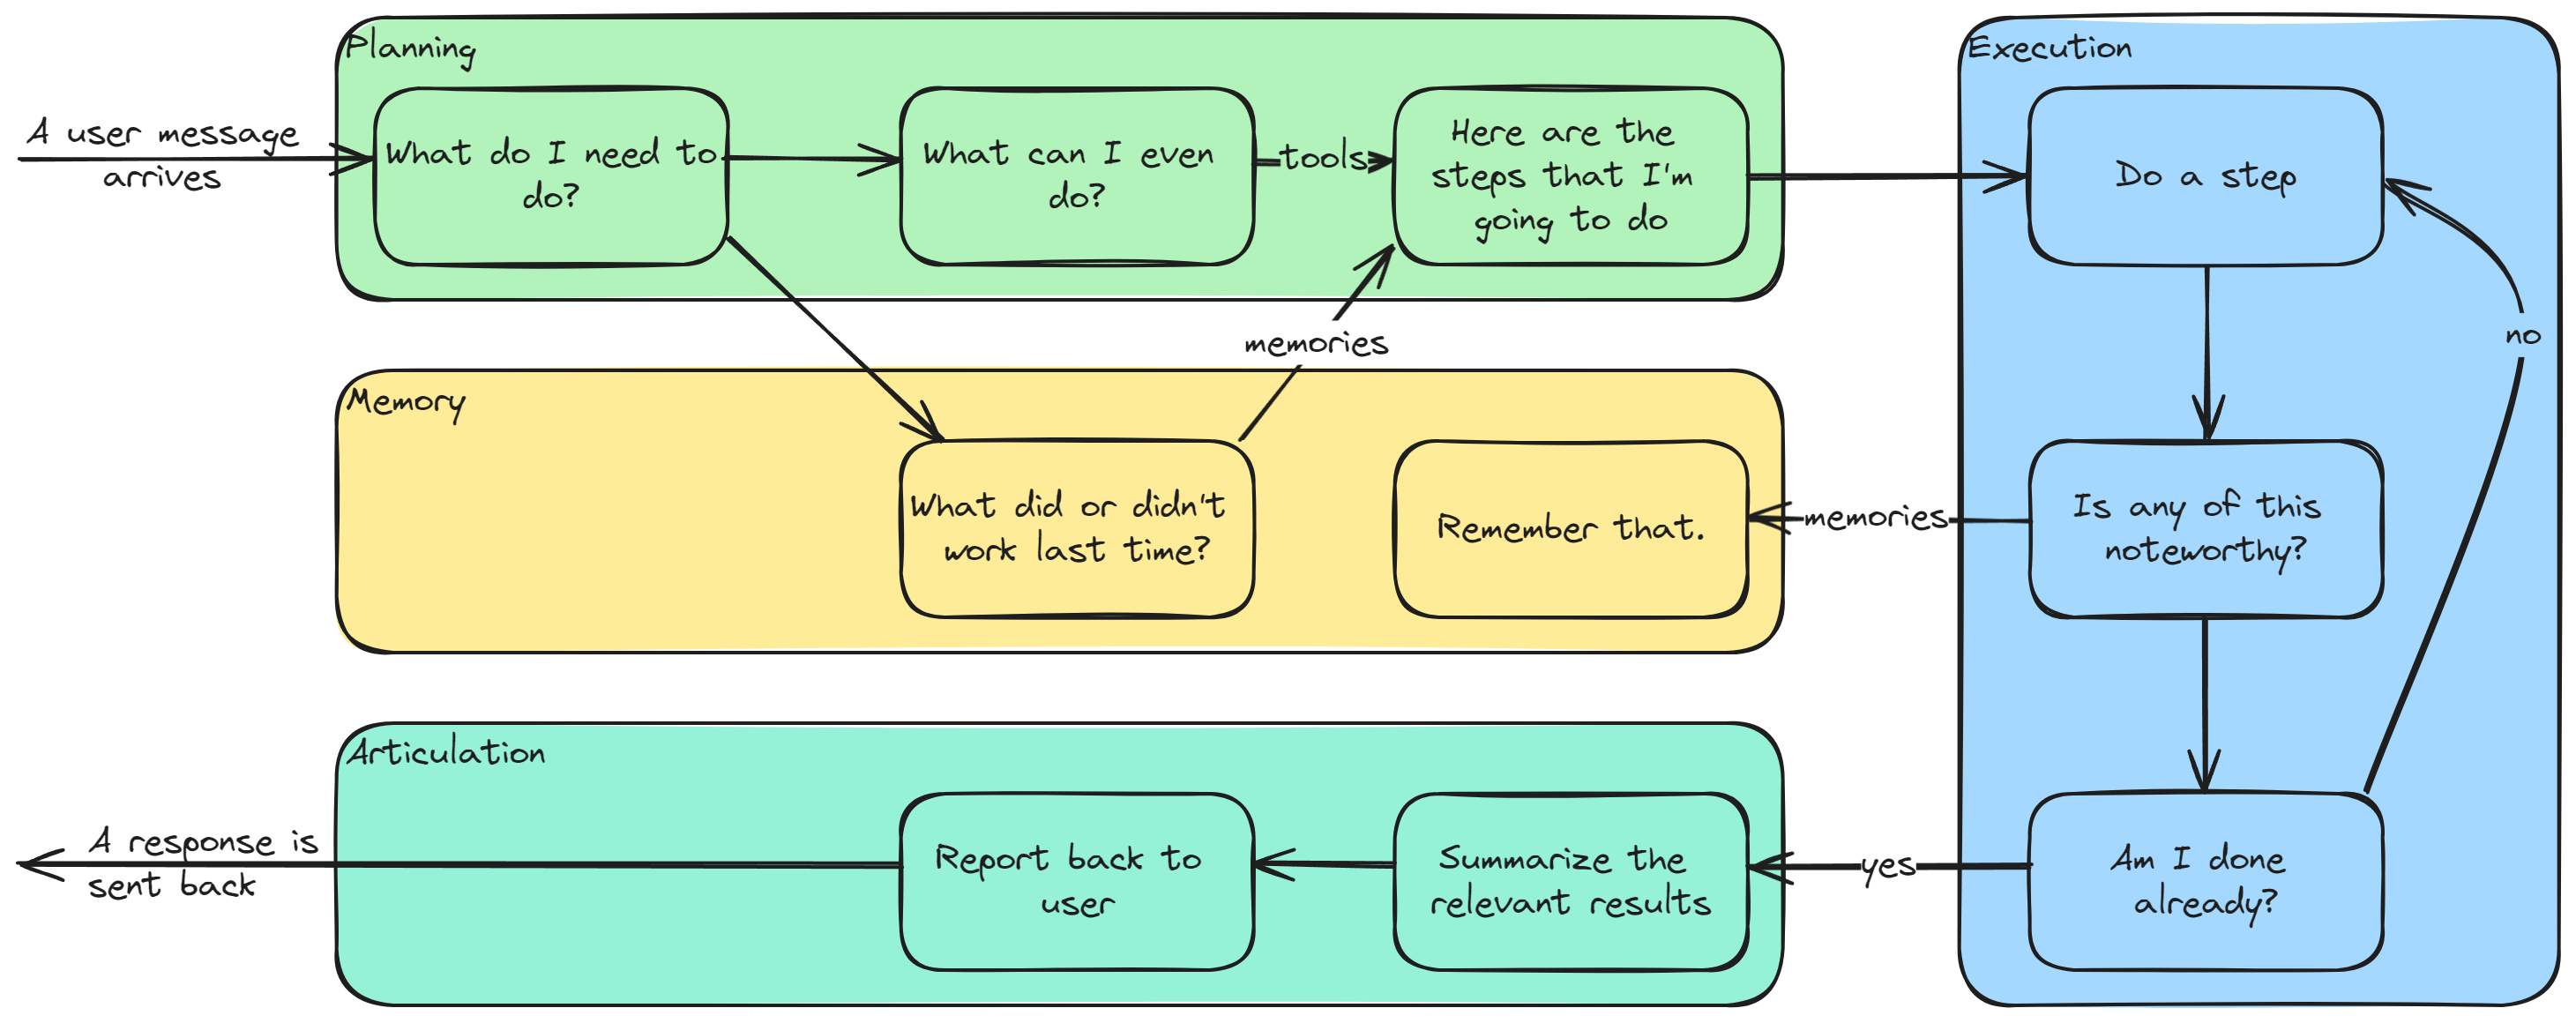 Planning
A user message
arrives
What do I need to
do?
What can I even
do?
tools
Here are the
steps that I'm
going to do
Execution
Do a step
no
memories
Memory
What did or didn't
work last time?
Remember that.
memories
Is any of this
noteworthy?
Articulation
A response is
sent back
Report back to
user
Summarize the
relevant results
yes
Am I done
already?